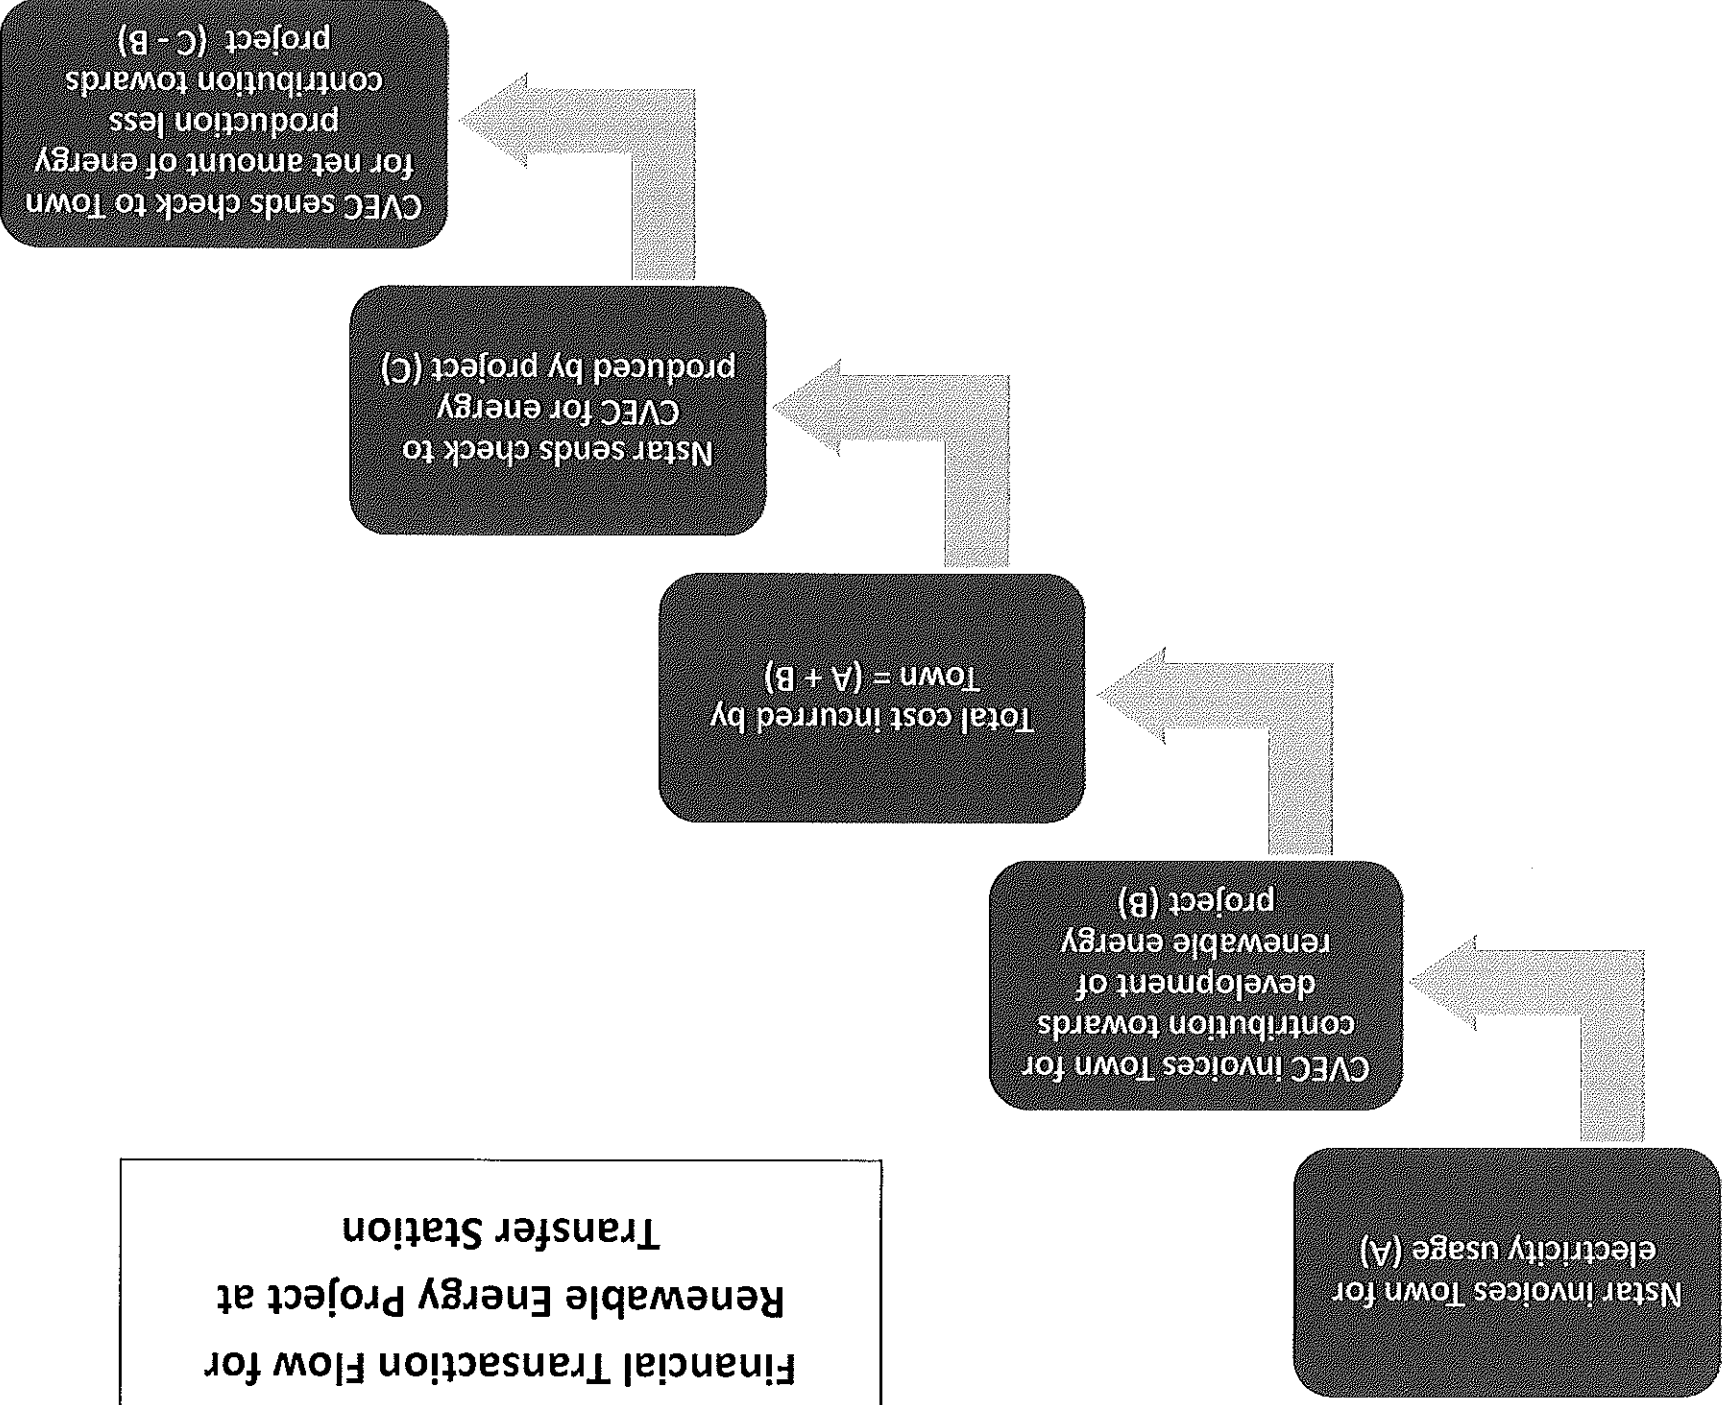 Financial Transaction Flow for
Renewable Energy Project at
Transfer Station
Nstar invoices Town for
electricity usage (A)
CVEC invoices Town for
contribution towards
development of
renewable energy
project (B)
Total cost incurred by
Town = (A + B)
Nstar sends check to
CVEC for energy
produced by project (C)
CVEC sends check to Town
for net amount of energy
production less
contribution towards
project (C - B)